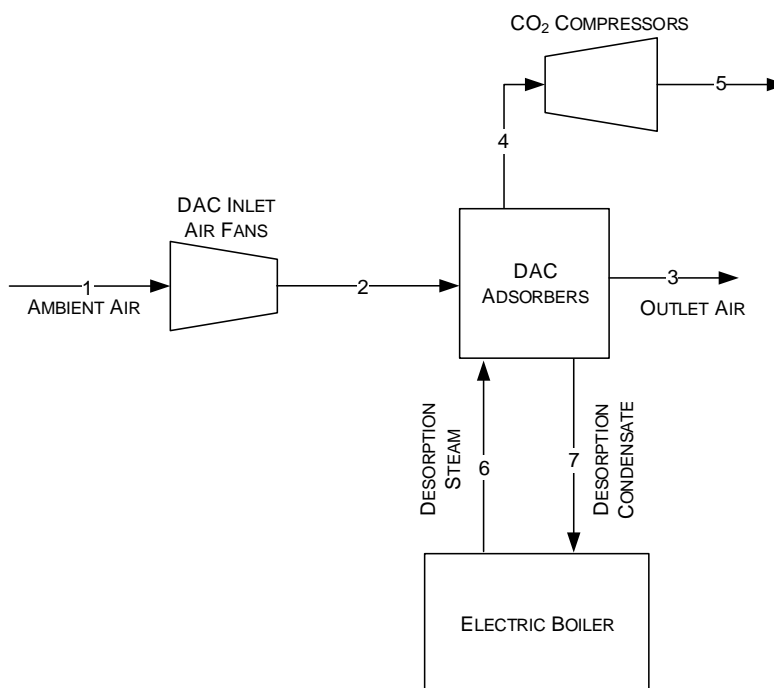 CO₂ COMPRESSORS
5
4
DAC INLET
AIR FANS
DAC
ADSORBERS
1
2
3
AMBIENT AIR
OUTLET AIR
DESORPTION
STEAM
6
7
DESORPTION
CONDENSATE
ELECTRIC BOILER